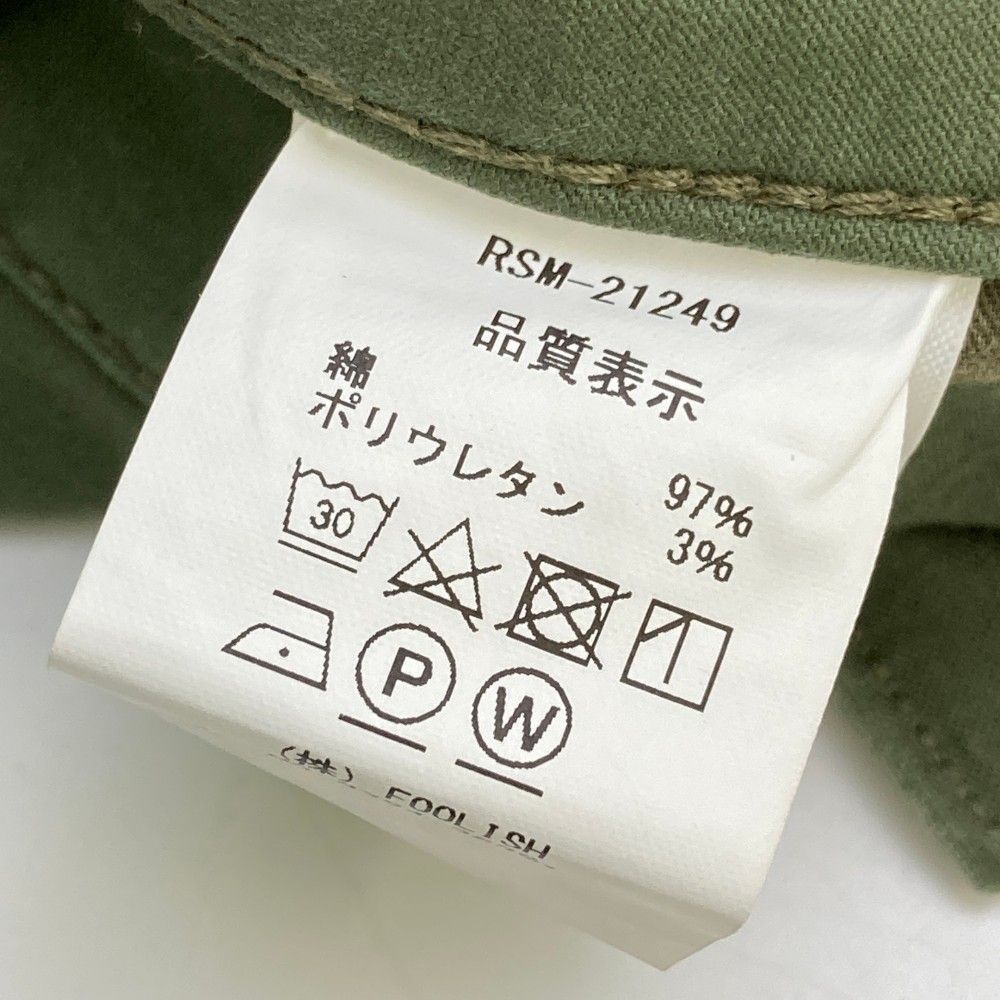 RSM-21249
品質表示
綿 97%
ポリウレタン 3%
30
P W
(株) FOOLISH